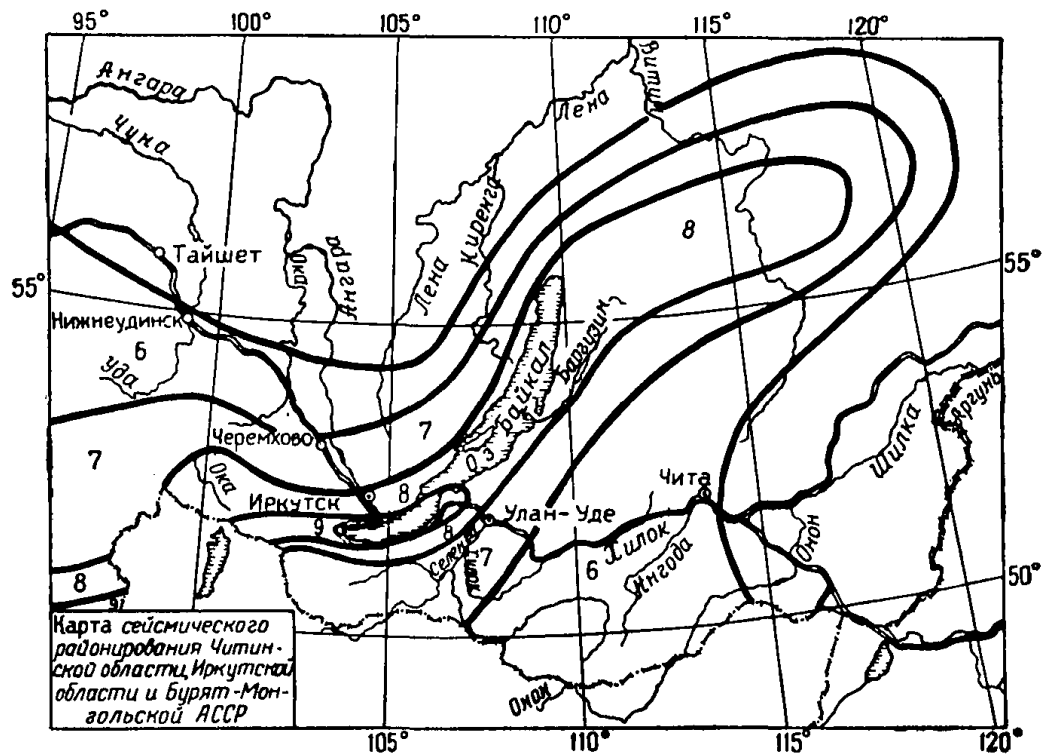 95° 100° 105° 110° 115° 120°
Ангара
Чуна
Лена
Витим
Киренга
8
Тайшет
Ока
Ангара
Лена
55°
55°
Нижнеудинск
6
Уда
Баргузин
Оз Байкал
Аргунь
Шилка
Черемхово
7
7
Ока
Иркутск
8
Чита
Улан-Уде
9
8
Селенга
7
Хилок
6
Ингода
Онон
50°
8
9
Онон
Карта сейсмического
районирования Читин-
ской области, Иркутской
области и Бурят-Мон-
гольской АССР
105° 110° 115° 120°